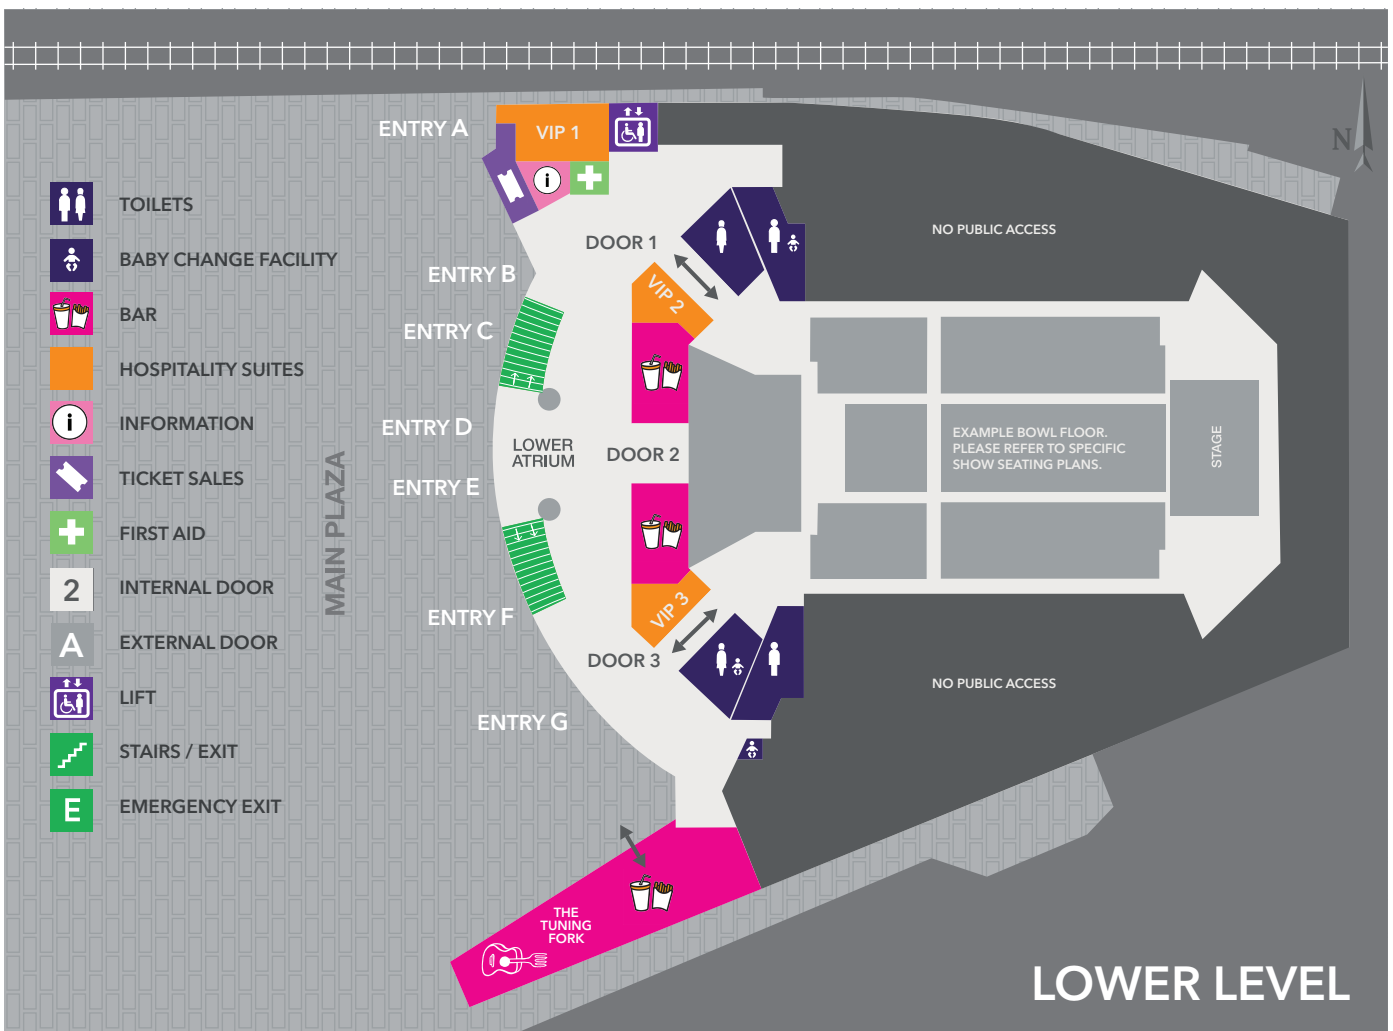 ENTRY A
VIP 1
N
i
TOILETS
BABY CHANGE FACILITY
BAR
HOSPITALITY SUITES
i
INFORMATION
TICKET SALES
FIRST AID
2
INTERNAL DOOR
A
EXTERNAL DOOR
LIFT
STAIRS / EXIT
E
EMERGENCY EXIT
MAIN PLAZA
DOOR 1
ENTRY B
VIP 2
ENTRY C
ENTRY D
LOWER
ATRIUM
DOOR 2
ENTRY E
ENTRY F
VIP 3
DOOR 3
ENTRY G
NO PUBLIC ACCESS
EXAMPLE BOWL FLOOR.
PLEASE REFER TO SPECIFIC
SHOW SEATING PLANS.
STAGE
NO PUBLIC ACCESS
THE
TUNING
FORK
LOWER LEVEL